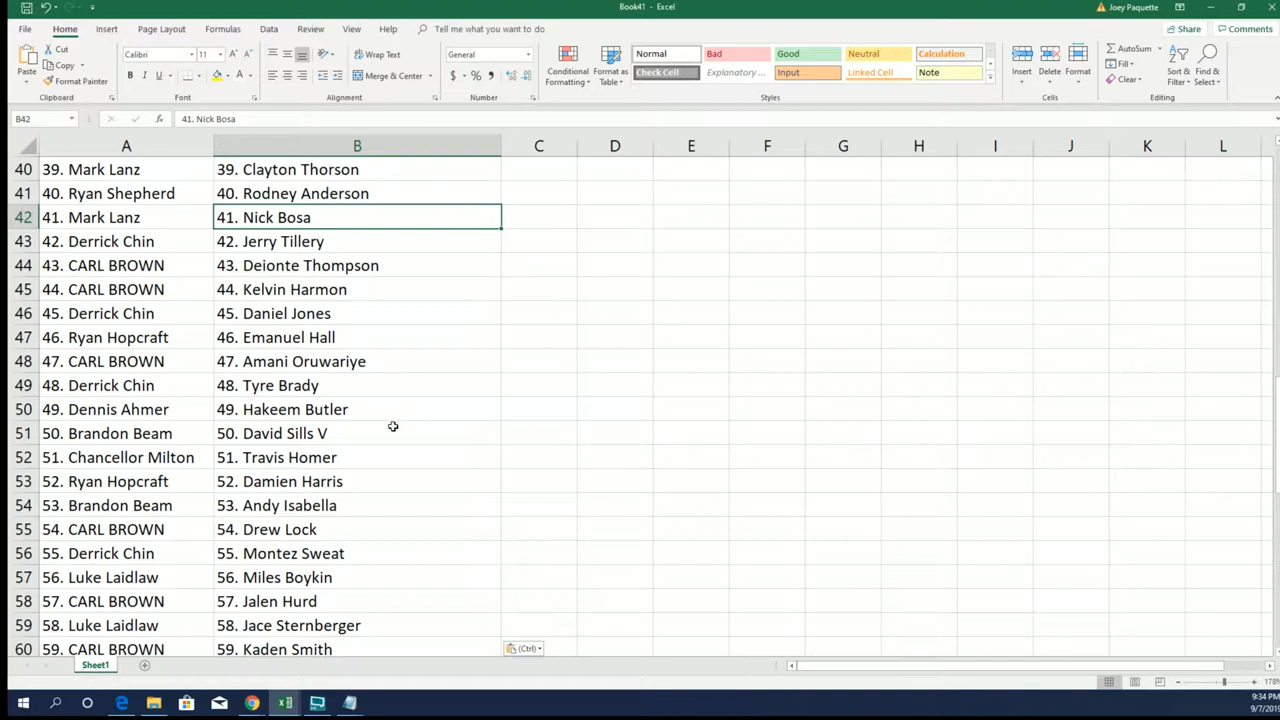 Book41 - Excel
Joey Paquette
File Home Insert Page Layout Formulas Data Review View Help Tell me what you want to do Share Comments
Paste Cut Copy Format Painter Clipboard
Calibri 11 B I U A Font
Wrap Text Merge & Center Alignment
General $ % Number
Conditional Formatting Format as Table
Normal Bad Good Neutral Calculation
Check Cell Explanatory ... Input Linked Cell Note
Styles
Insert Delete Format Cells
AutoSum Fill Clear Sort & Filter Find & Select Editing
B42 fx 41. Nick Bosa
A B C D E F G H I J K L
40 39. Mark Lanz 39. Clayton Thorson
41 40. Ryan Shepherd 40. Rodney Anderson
42 41. Mark Lanz 41. Nick Bosa
43 42. Derrick Chin 42. Jerry Tillery
44 43. CARL BROWN 43. Deionte Thompson
45 44. CARL BROWN 44. Kelvin Harmon
46 45. Derrick Chin 45. Daniel Jones
47 46. Ryan Hopcraft 46. Emanuel Hall
48 47. CARL BROWN 47. Amani Oruwariye
49 48. Derrick Chin 48. Tyre Brady
50 49. Dennis Ahmer 49. Hakeem Butler
51 50. Brandon Beam 50. David Sills V
52 51. Chancellor Milton 51. Travis Homer
53 52. Ryan Hopcraft 52. Damien Harris
54 53. Brandon Beam 53. Andy Isabella
55 54. CARL BROWN 54. Drew Lock
56 55. Derrick Chin 55. Montez Sweat
57 56. Luke Laidlaw 56. Miles Boykin
58 57. CARL BROWN 57. Jalen Hurd
59 58. Luke Laidlaw 58. Jace Sternberger
60 59. CARL BROWN 59. Kaden Smith
(Ctrl)
Sheet1
178%
9:34 PM